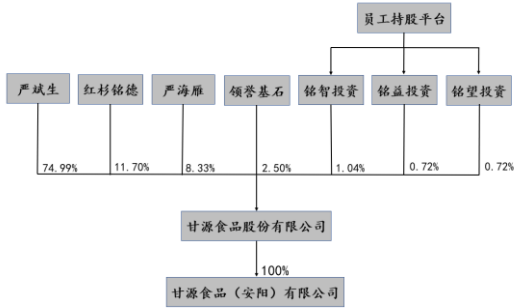 员工持股平台
严斌生
红杉铭德
严海雁
领誉基石
铭智投资
铭益投资
铭望投资
74.99%
11.70%
8.33%
2.50%
1.04%
0.72%
0.72%
甘源食品股份有限公司
100%
甘源食品（安阳）有限公司